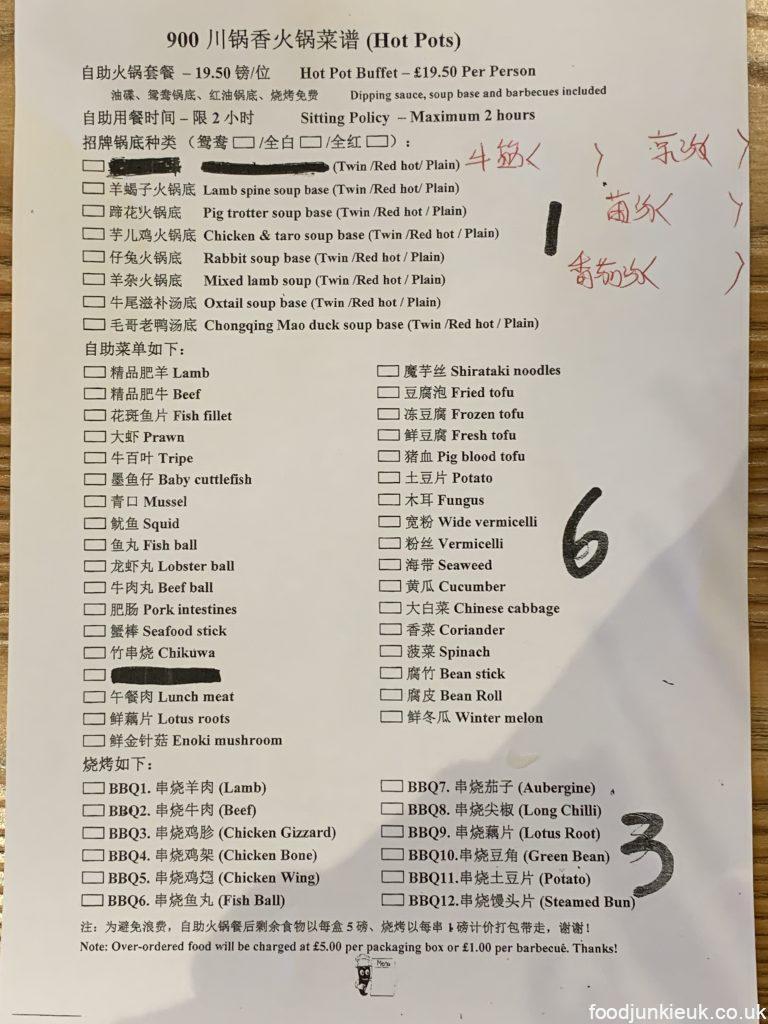 900 川锅香火锅菜谱 (Hot Pots)
自助火锅套餐 – 19.50 镑/位 Hot Pot Buffet – £19.50 Per Person
油碟、鸳鸯锅底、红油锅底、烧烤免费 Dipping sauce, soup base and barbecues included
自助用餐时间 – 限 2 小时 Sitting Policy – Maximum 2 hours
招牌锅底种类（鸳鸯 /全白 /全红 ）:
(Twin /Red hot/ Plain) 牛 ( )
羊蝎子火锅底 Lamb spine soup base (Twin /Red hot / Plain)
蹄花火锅底 Pig trotter soup base (Twin /Red hot / Plain)
芋儿鸡火锅底 Chicken & taro soup base (Twin /Red hot / Plain)
1
仔兔火锅底 Rabbit soup base (Twin /Red hot / Plain)
番茄 ( )
羊杂火锅底 Mixed lamb soup (Twin /Red hot / Plain)
牛尾滋补汤底 Oxtail soup base (Twin /Red hot / Plain)
毛哥老鸭汤底 Chongqing Mao duck soup base (Twin /Red hot / Plain)
自助菜单如下:
精品肥羊 Lamb
精品肥牛 Beef
花斑鱼片 Fish fillet
大虾 Prawn
牛百叶 Tripe
墨鱼仔 Baby cuttlefish
青口 Mussel
鱿鱼 Squid
鱼丸 Fish ball
龙虾丸 Lobster ball
牛肉丸 Beef ball
肥肠 Pork intestines
蟹棒 Seafood stick
竹串烧 Chikuwa
午餐肉 Lunch meat
鲜藕片 Lotus roots
鲜金针菇 Enoki mushroom
魔芋丝 Shirataki noodles
豆腐泡 Fried tofu
冻豆腐 Frozen tofu
鲜豆腐 Fresh tofu
猪血 Pig blood tofu
土豆片 Potato
木耳 Fungus
宽粉 Wide vermicelli
粉丝 Vermicelli
海带 Seaweed
黄瓜 Cucumber
大白菜 Chinese cabbage
香菜 Coriander
菠菜 Spinach
腐竹 Bean stick
腐皮 Bean Roll
鲜冬瓜 Winter melon
6
烧烤如下:
BBQ1. 串烧羊肉 (Lamb)
BBQ2. 串烧牛肉 (Beef)
BBQ3. 串烧鸡胗 (Chicken Gizzard)
BBQ4. 串烧鸡架 (Chicken Bone)
BBQ5. 串烧鸡翅 (Chicken Wing)
BBQ6. 串烧鱼丸 (Fish Ball)
BBQ7. 串烧茄子 (Aubergine)
BBQ8. 串烧尖椒 (Long Chilli)
BBQ9. 串烧藕片 (Lotus Root)
BBQ10.串烧豆角 (Green Bean)
BBQ11.串烧土豆片 (Potato)
BBQ12.串烧馒头片 (Steamed Bun)
3
注: 为避免浪费，自助火锅餐后剩余食物以每盒 5 镑、烧烤以每串 1 镑计价打包带走，谢谢!
Note: Over-ordered food will be charged at £5.00 per packaging box or £1.00 per barbecue. Thanks!
Menu
foodjunkieuk.co.uk